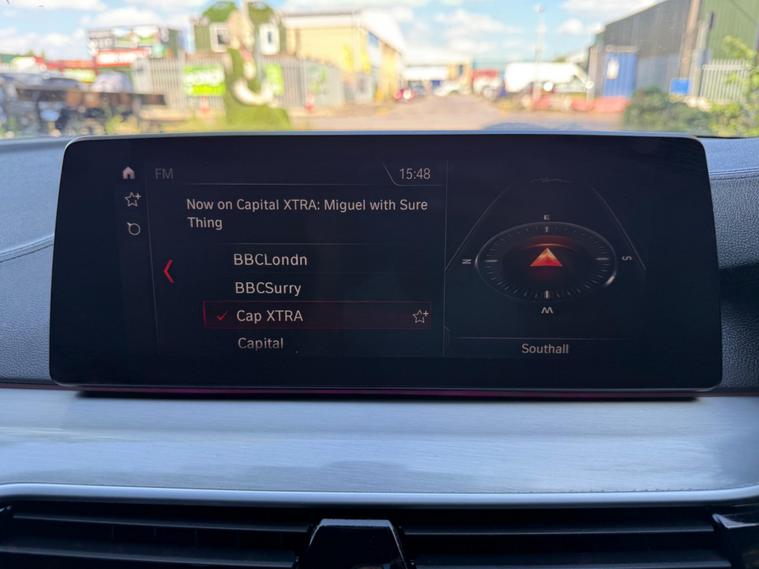 FM
15:48
Now on Capital XTRA: Miguel with Sure
Thing
BBCLondn
BBCSurry
Cap XTRA
Capital
E
N
S
W
Southall